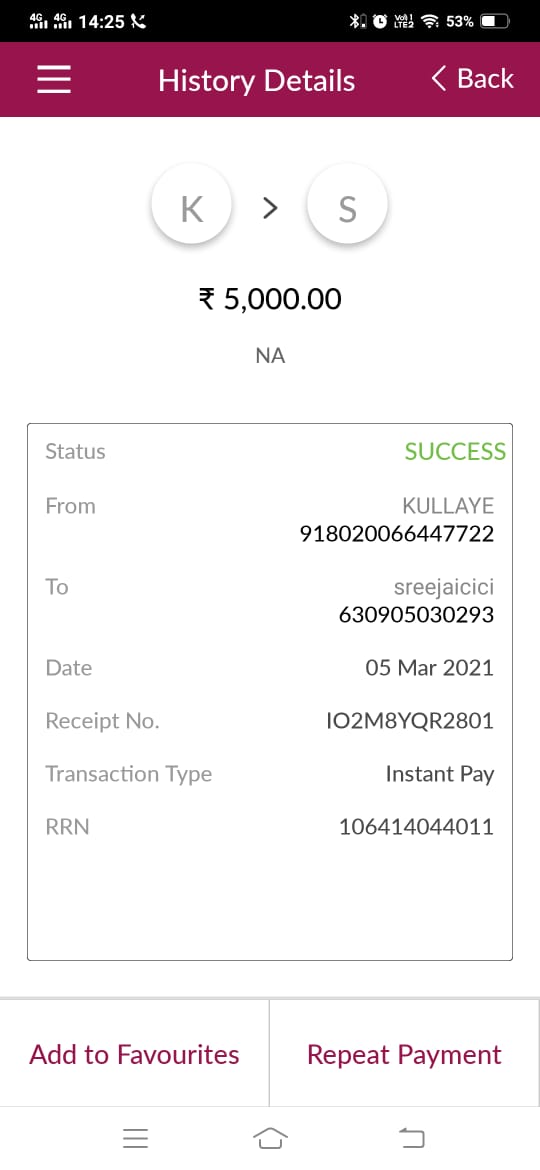 4G 4G 14:25 53%
History Details
Back
K > S
₹ 5,000.00
NA
Status SUCCESS
From KULLAYE
918020066447722
To sreejaicici
630905030293
Date 05 Mar 2021
Receipt No. IO2M8YQR2801
Transaction Type Instant Pay
RRN 106414044011
Add to Favourites Repeat Payment